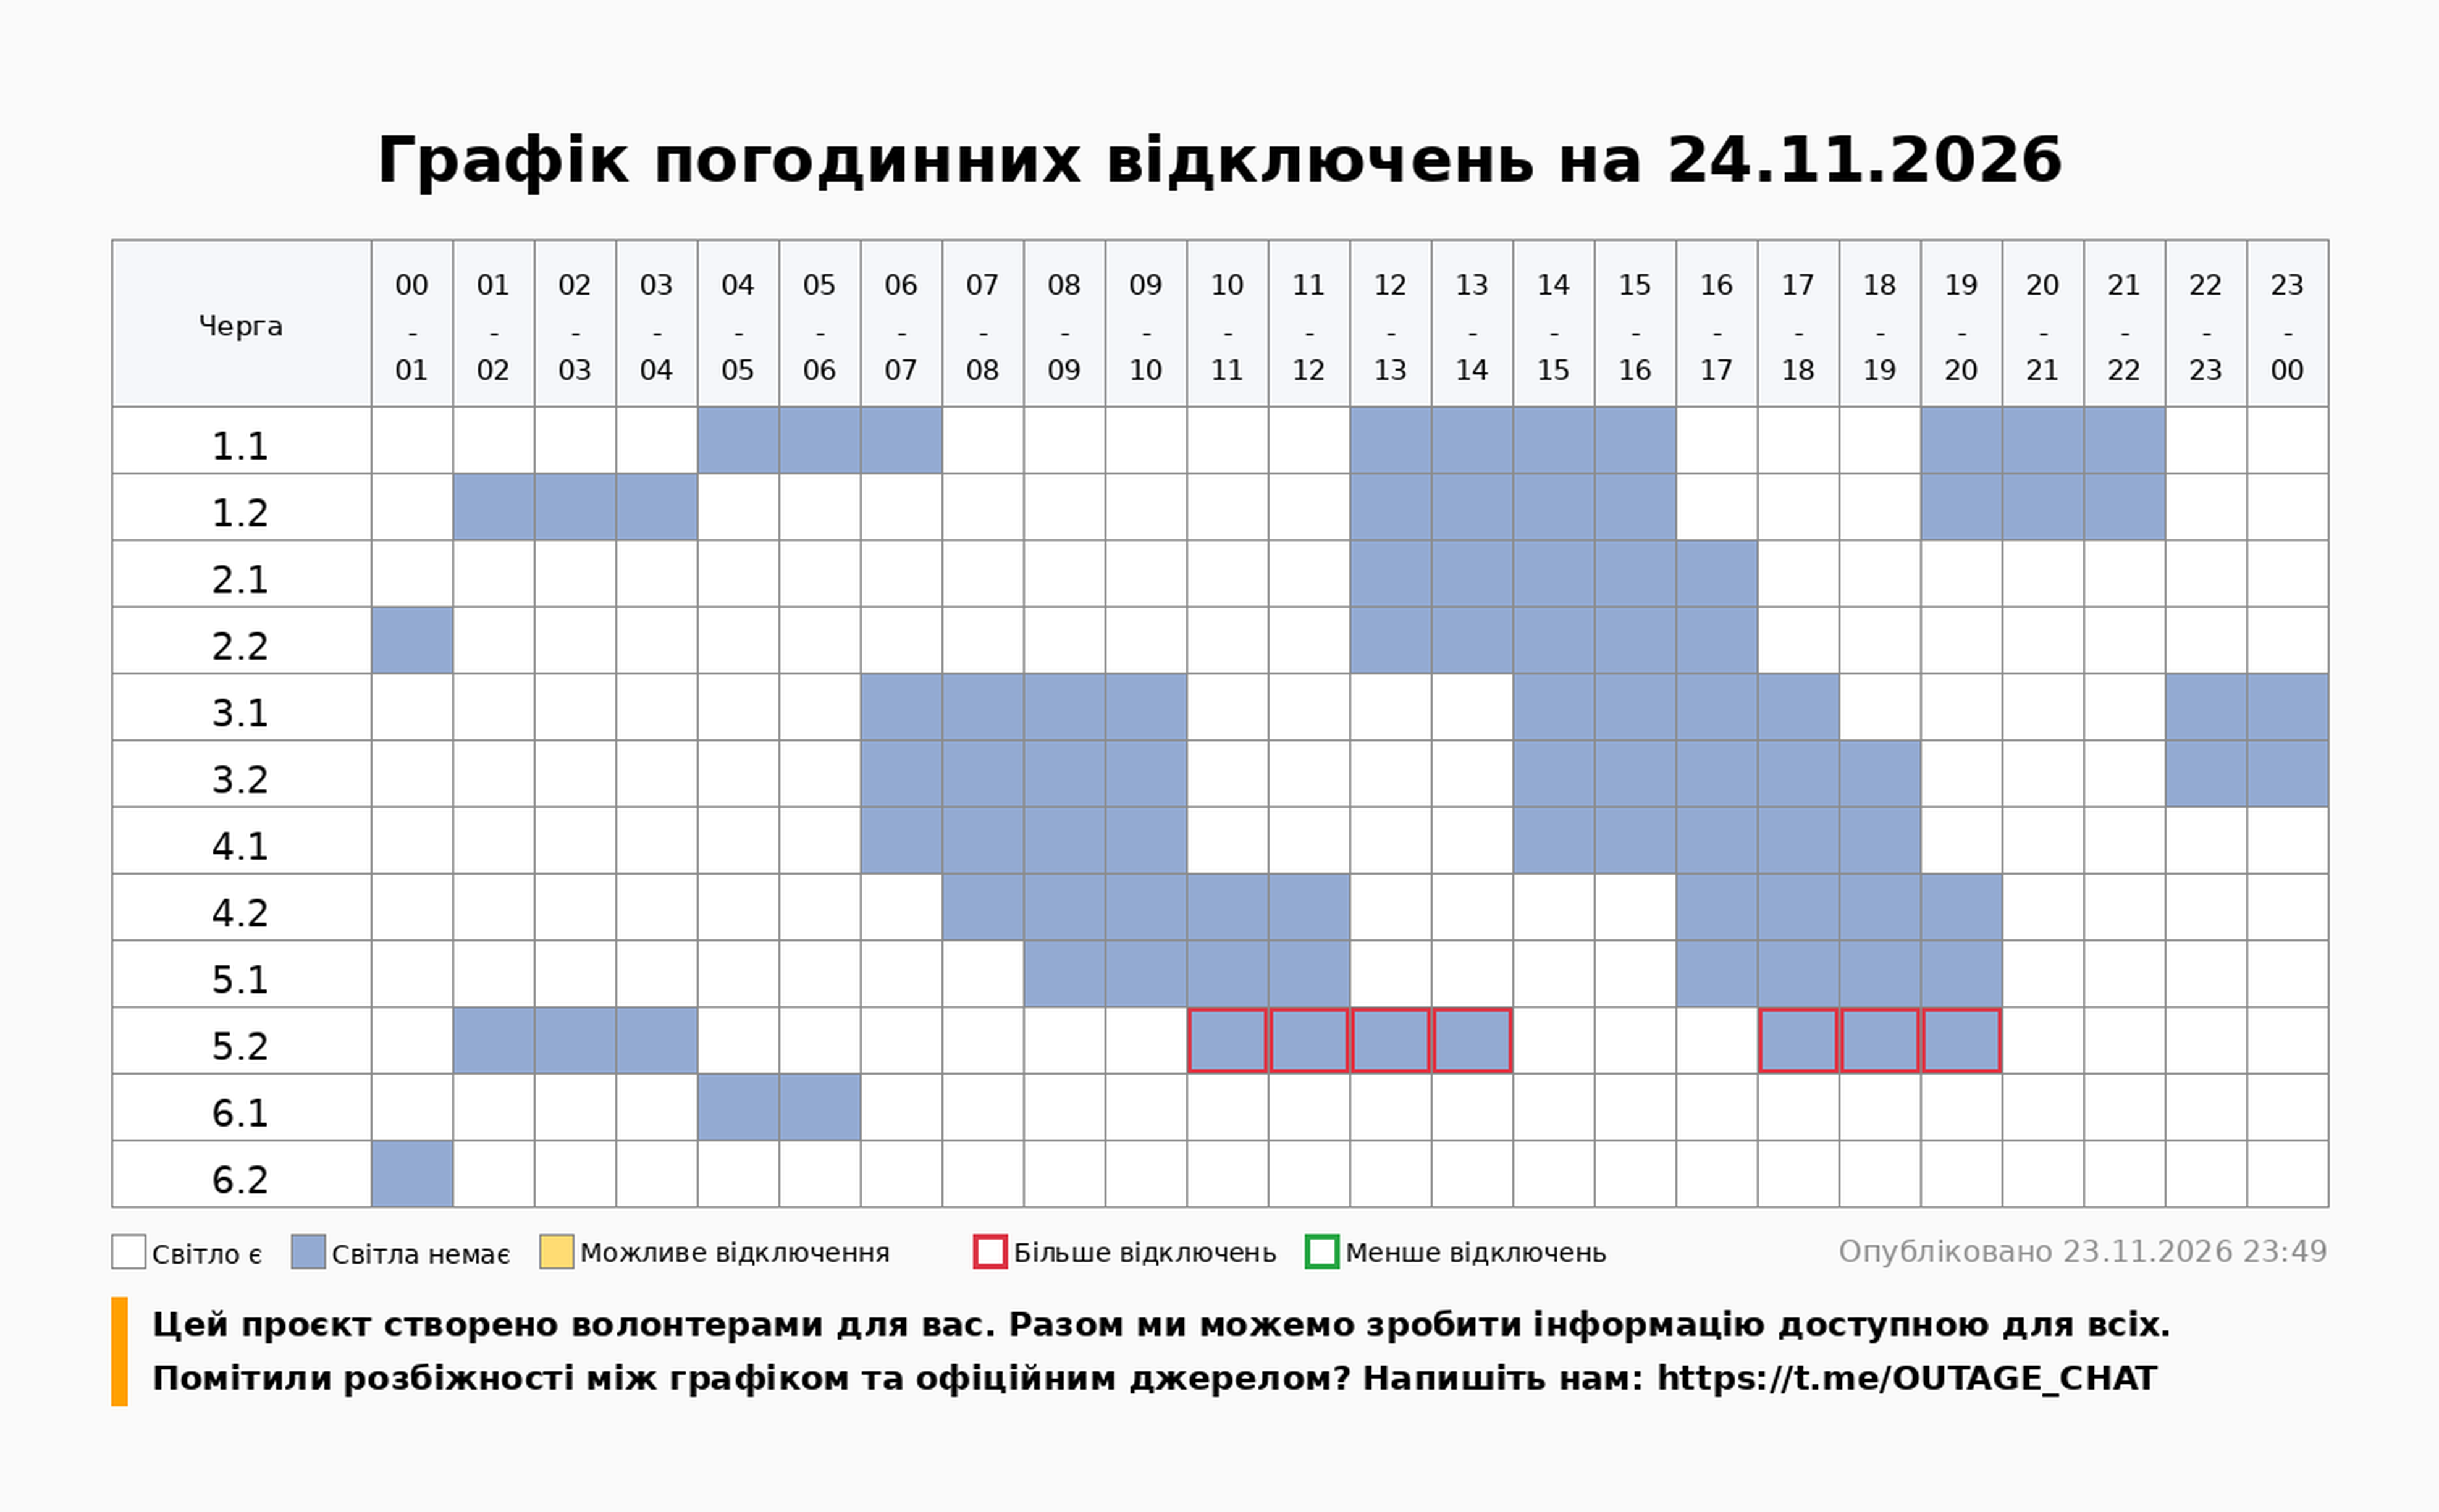 Графік погодинних відключень на 24.11.2026
Черга
00 - 01
01 - 02
02 - 03
03 - 04
04 - 05
05 - 06
06 - 07
07 - 08
08 - 09
09 - 10
10 - 11
11 - 12
12 - 13
13 - 14
14 - 15
15 - 16
16 - 17
17 - 18
18 - 19
19 - 20
20 - 21
21 - 22
22 - 23
23 - 00
1.1
1.2
2.1
2.2
3.1
3.2
4.1
4.2
5.1
5.2
6.1
6.2
Світло є
Світла немає
Можливе відключення
Більше відключень
Менше відключень
Опубліковано 23.11.2026 23:49
Цей проєкт створено волонтерами для вас. Разом ми можемо зробити інформацію доступною для всіх.
Помітили розбіжності між графіком та офіційним джерелом? Напишіть нам: https://t.me/OUTAGE_CHAT